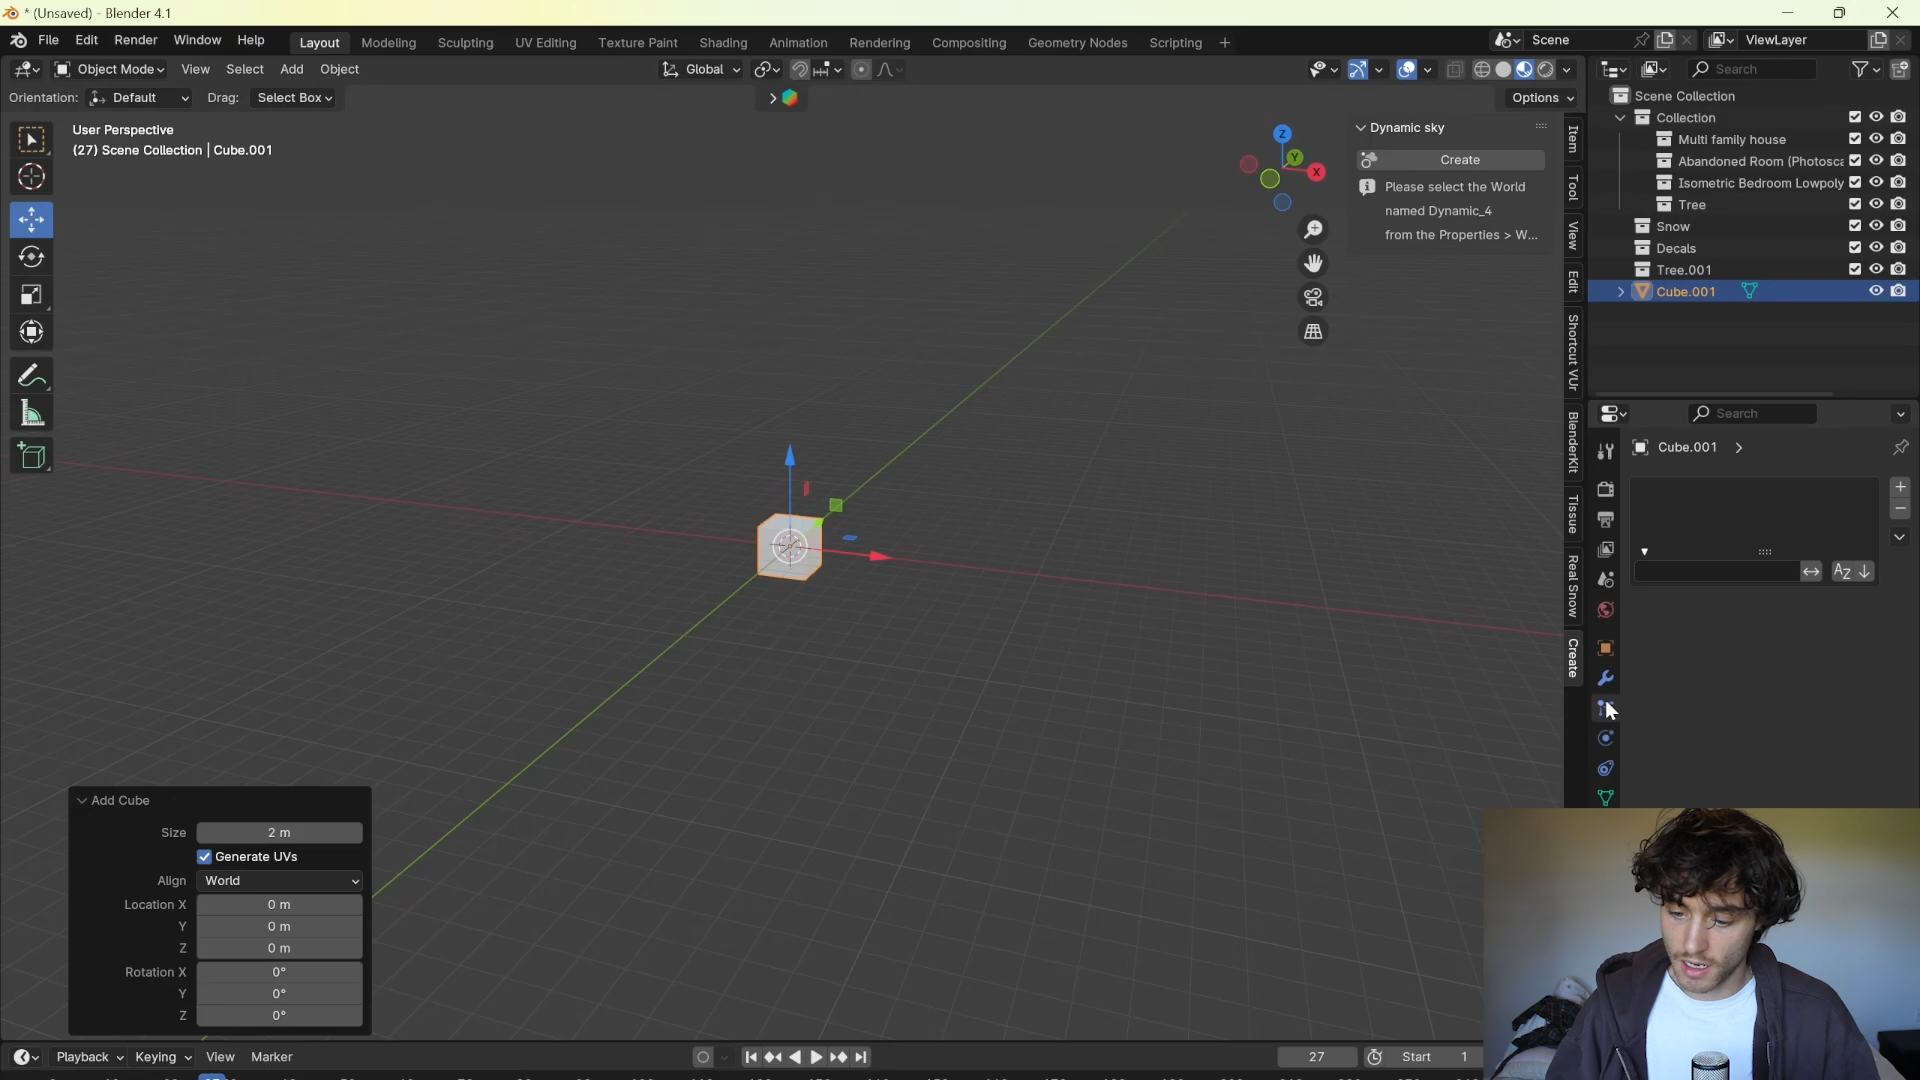 * (Unsaved) - Blender 4.1
File Edit Render Window Help Layout Modeling Sculpting UV Editing Texture Paint Shading Animation Rendering Compositing Geometry Nodes Scripting + Scene ViewLayer
Object Mode View Select Add Object Global Search
Orientation: Default Drag: Select Box Options
Scene Collection
Collection
Multi family house
Abandoned Room (Photosca
Isometric Bedroom Lowpoly
Tree
Snow
Decals
Tree.001
Cube.001
User Perspective
(27) Scene Collection | Cube.001
Z
Y
X
Dynamic sky
Create
Please select the World
named Dynamic_4
from the Properties > W...
Item
Tool
View
Edit
Shortcut VUr
BlenderKit
Tissue
Real Snow
Create
Search
Cube.001
Add Cube
Size 2 m
Generate UVs
Align World
Location X 0 m
Y 0 m
Z 0 m
Rotation X 0°
Y 0°
Z 0°
Playback Keying View Marker 27 Start 1